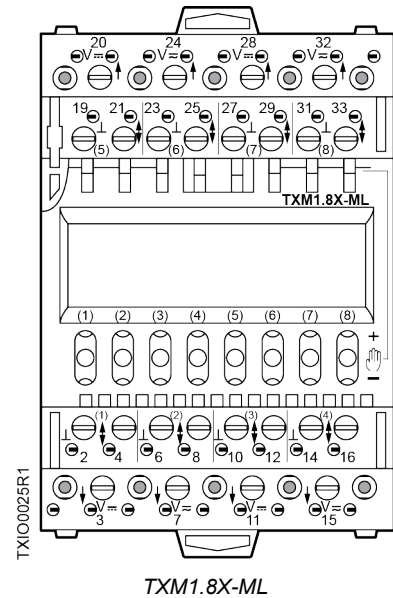 20 24 28 32
V⎓ V≂ V⎓ V≂
19 21 23 25 27 29 31 33
⊥ ⊥ ⊥ ⊥
(5) (6) (7) (8)
TXM1.8X-ML
(1) (2) (3) (4) (5) (6) (7) (8)
+
−
(1) (2) (3) (4)
⊥ ⊥ ⊥ ⊥
2 4 6 8 10 12 14 16
V⎓ V≂ V⎓ V≂
3 7 11 15
TXIO0025R1
TXM1.8X-ML